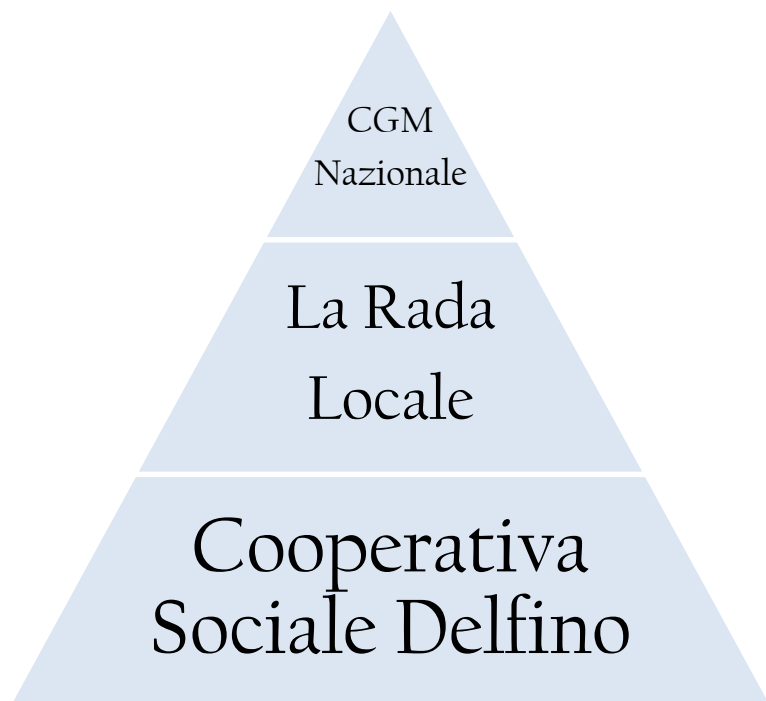 CGM
Nazionale
La Rada
Locale
Cooperativa
Sociale Delfino